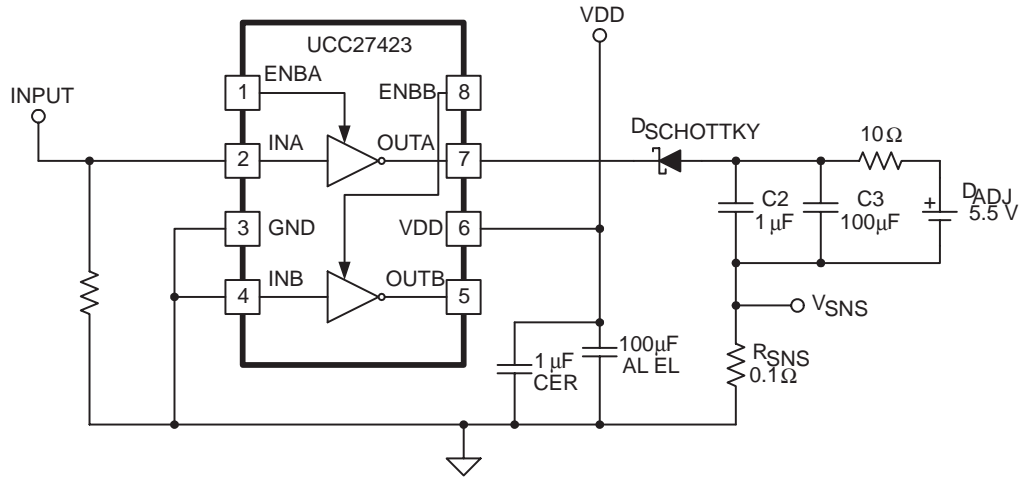 VDD
UCC27423
INPUT
1
ENBA
ENBB
8
2
INA
OUTA
7
3
GND
VDD
6
4
INB
OUTB
5
DSCHOTTKY
10Ω
C2
1 μF
C3
100μF
+
DADJ
5.5 V
VSNS
RSNS
0.1Ω
1 μF
CER
100μF
AL EL